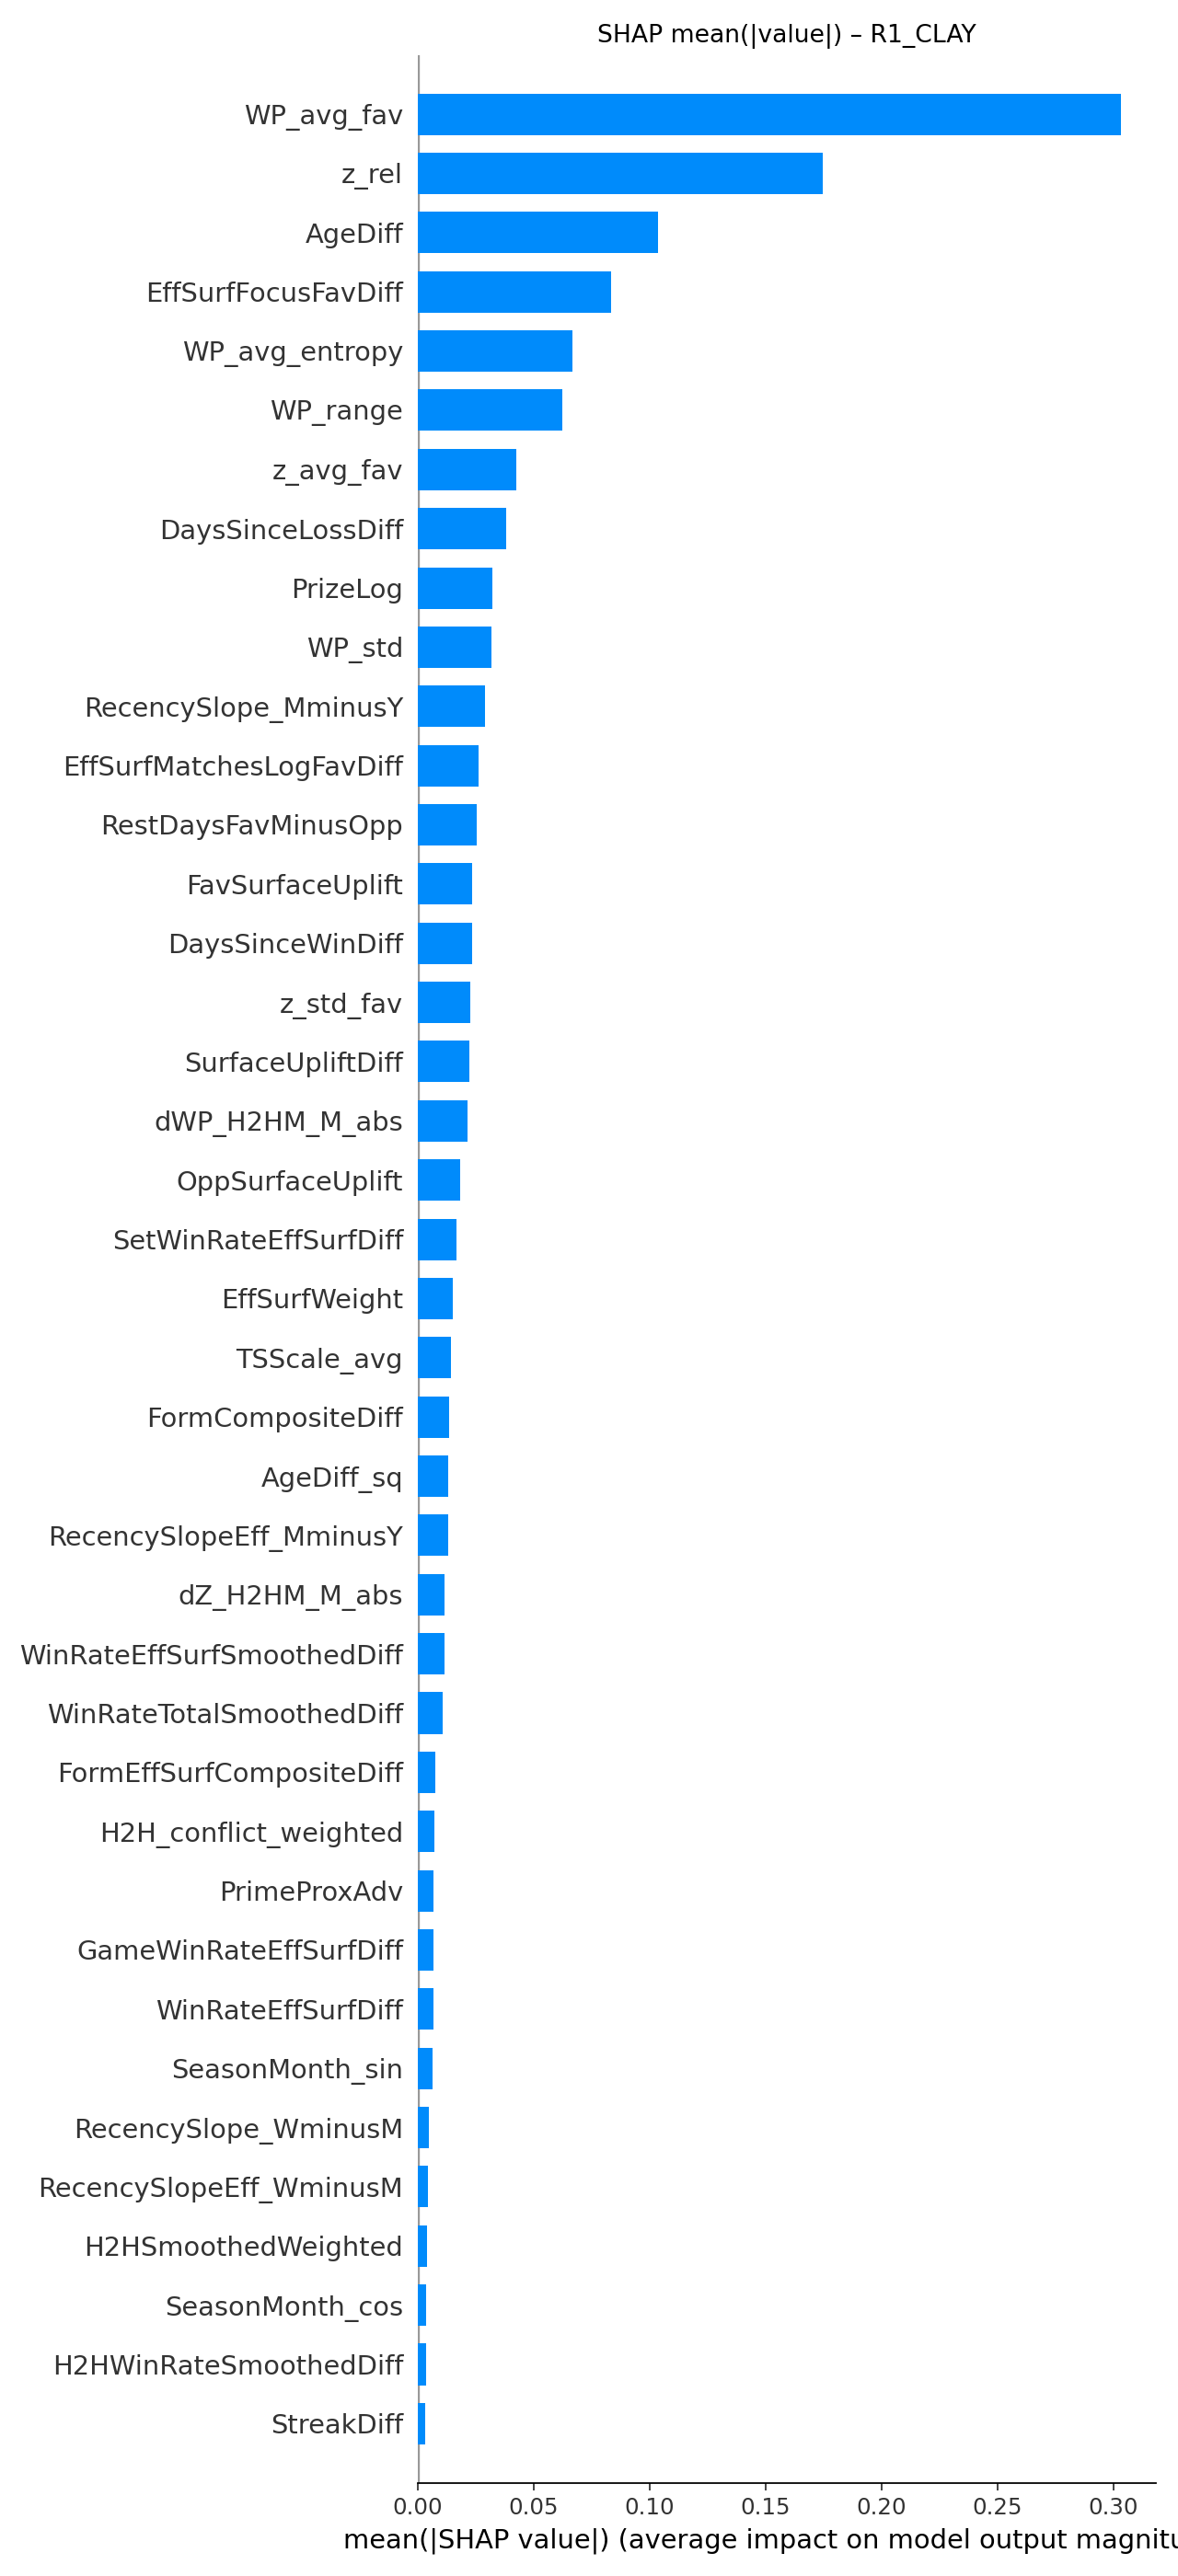 SHAP mean(|value|) – R1_CLAY
WP_avg_fav
z_rel
AgeDiff
EffSurfFocusFavDiff
WP_avg_entropy
WP_range
z_avg_fav
DaysSinceLossDiff
PrizeLog
WP_std
RecencySlope_MminusY
EffSurfMatchesLogFavDiff
RestDaysFavMinusOpp
FavSurfaceUplift
DaysSinceWinDiff
z_std_fav
SurfaceUpliftDiff
dWP_H2HM_M_abs
OppSurfaceUplift
SetWinRateEffSurfDiff
EffSurfWeight
TSScale_avg
FormCompositeDiff
AgeDiff_sq
RecencySlopeEff_MminusY
dZ_H2HM_M_abs
WinRateEffSurfSmoothedDiff
WinRateTotalSmoothedDiff
FormEffSurfCompositeDiff
H2H_conflict_weighted
PrimeProxAdv
GameWinRateEffSurfDiff
WinRateEffSurfDiff
SeasonMonth_sin
RecencySlope_WminusM
RecencySlopeEff_WminusM
H2HSmoothedWeighted
SeasonMonth_cos
H2HWinRateSmoothedDiff
StreakDiff
0.00 0.05 0.10 0.15 0.20 0.25 0.30
mean(|SHAP value|) (average impact on model output magnitu